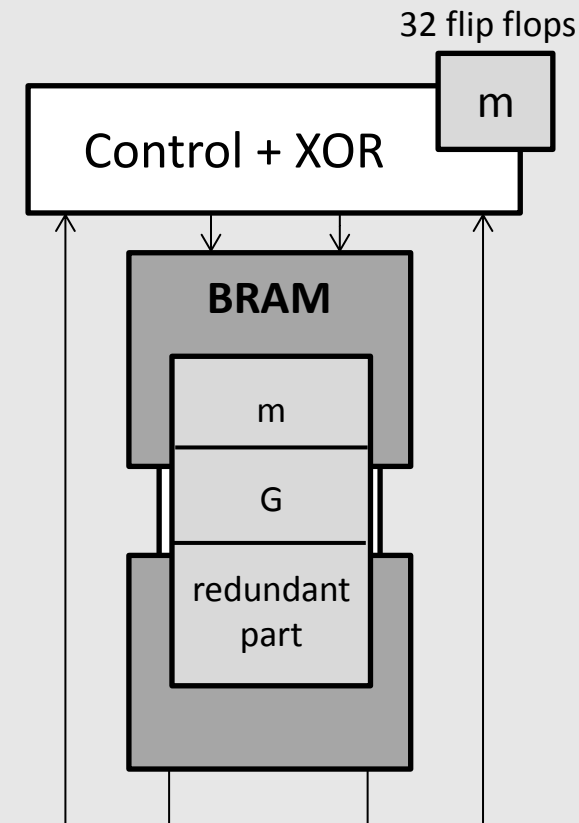 32 flip flops
m
Control + XOR
BRAM
m
G
redundant
part